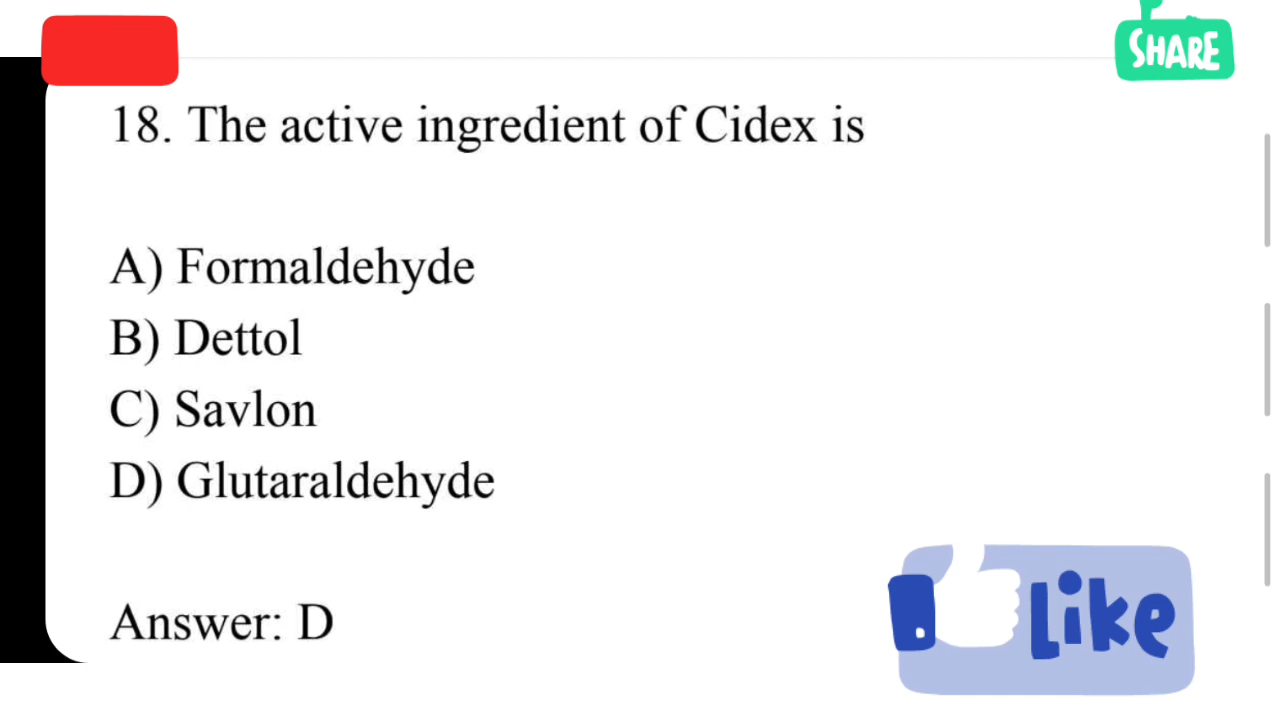 SHARE
18. The active ingredient of Cidex is
A) Formaldehyde
B) Dettol
C) Savlon
D) Glutaraldehyde
Answer: D
Like